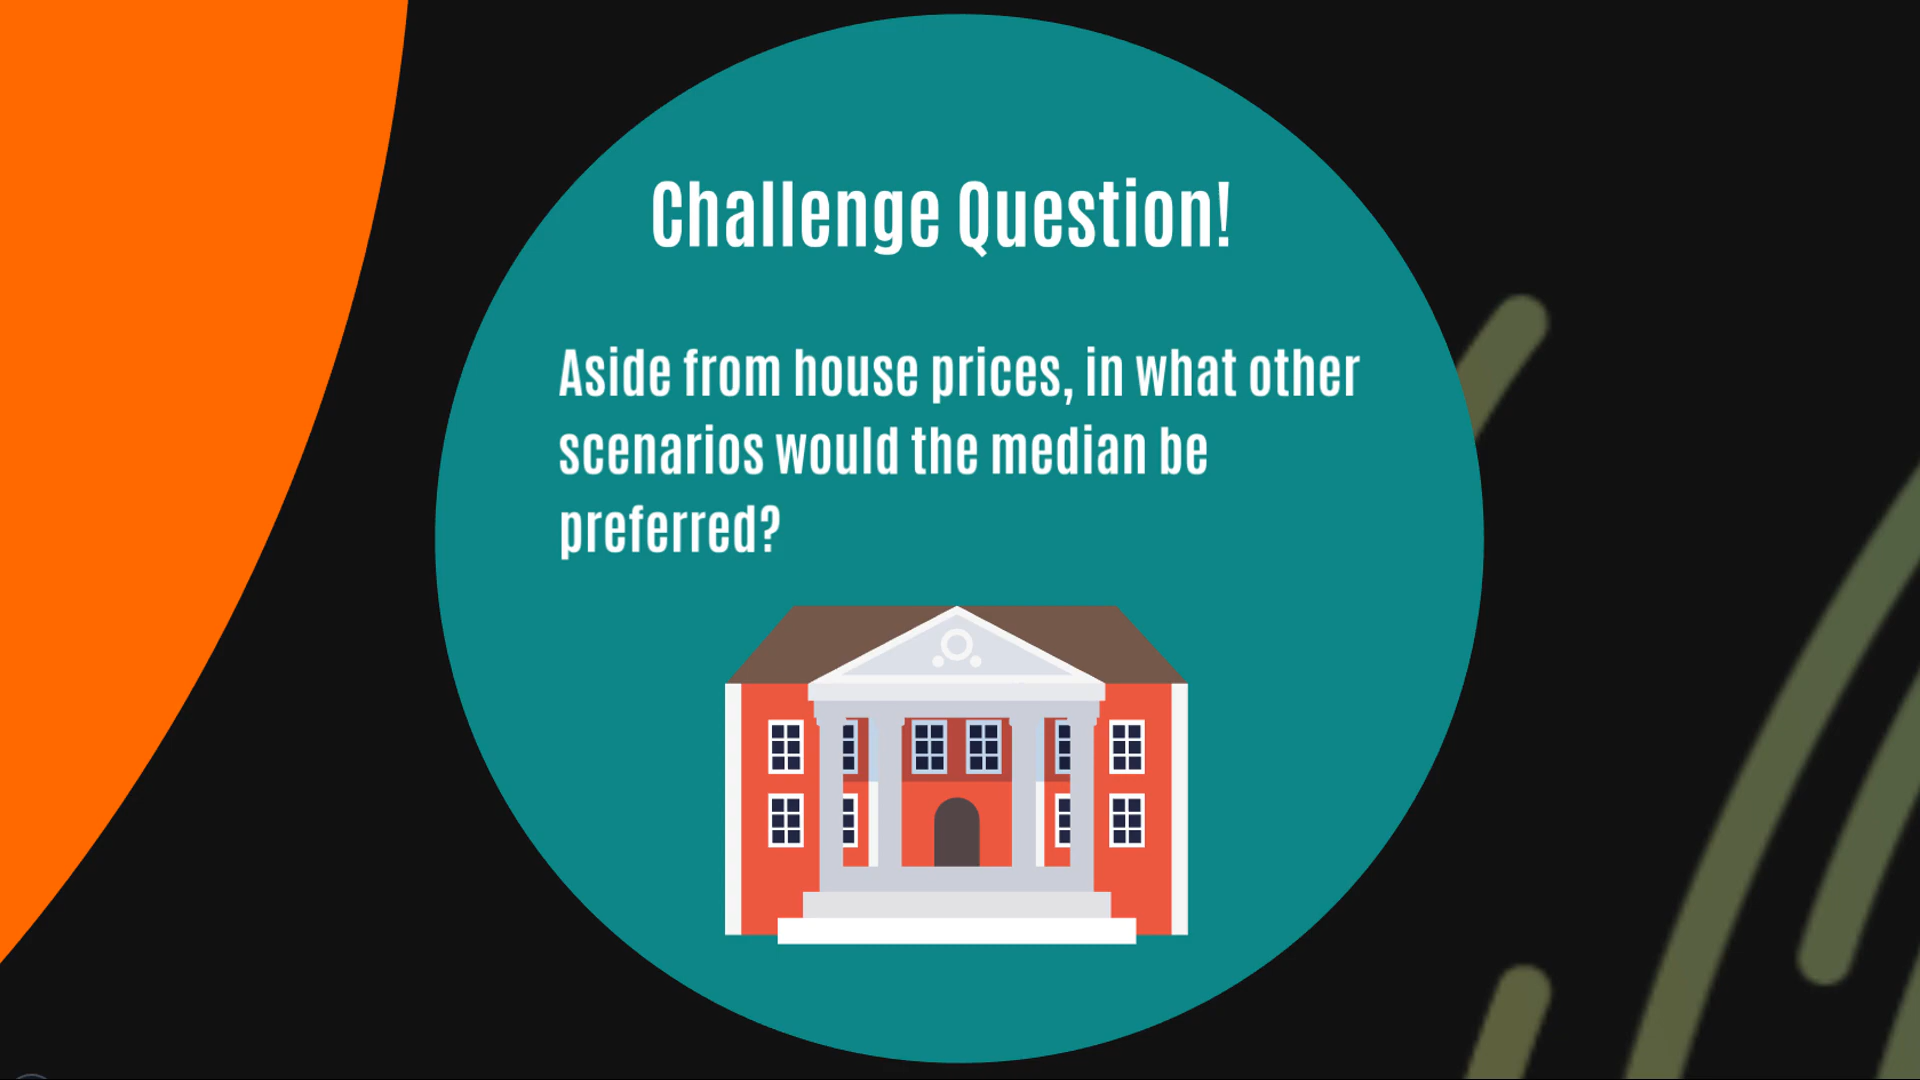 Challenge Question!
Aside from house prices, in what other
scenarios would the median be
preferred?